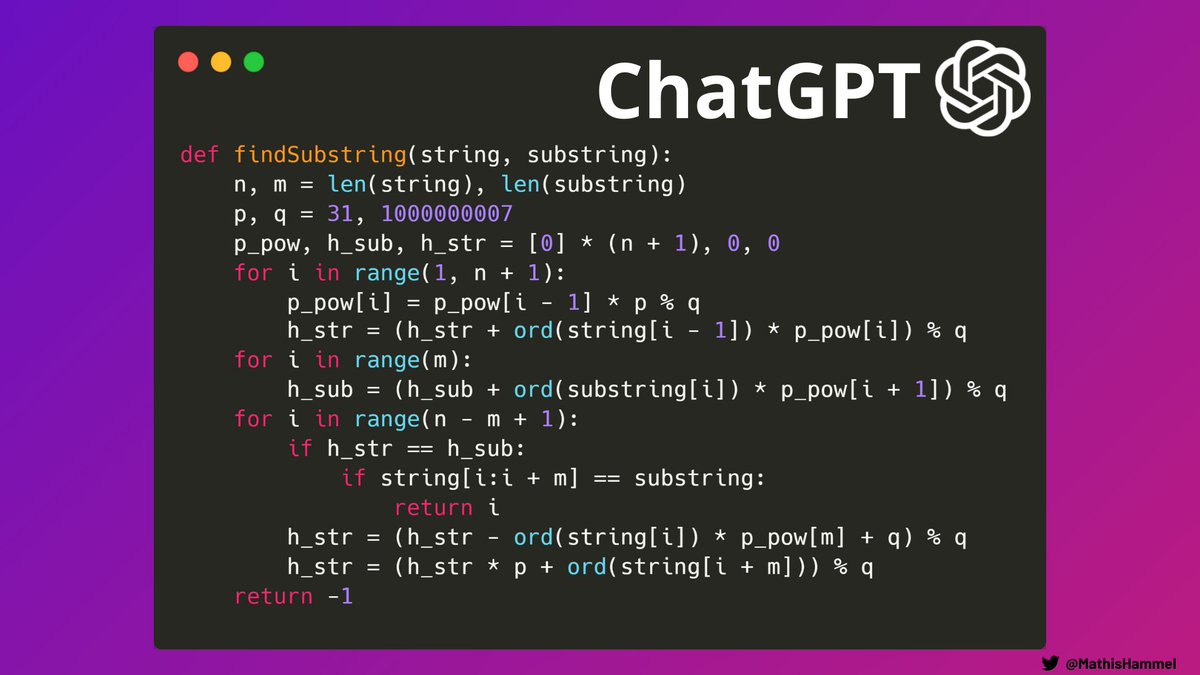 ChatGPT
def findSubstring(string, substring):
    n, m = len(string), len(substring)
    p, q = 31, 1000000007
    p_pow, h_sub, h_str = [0] * (n + 1), 0, 0
    for i in range(1, n + 1):
        p_pow[i] = p_pow[i - 1] * p % q
        h_str = (h_str + ord(string[i - 1]) * p_pow[i]) % q
    for i in range(m):
        h_sub = (h_sub + ord(substring[i]) * p_pow[i + 1]) % q
    for i in range(n - m + 1):
        if h_str == h_sub:
            if string[i:i + m] == substring:
                return i
        h_str = (h_str - ord(string[i]) * p_pow[m] + q) % q
        h_str = (h_str * p + ord(string[i + m])) % q
    return -1
@MathisHammel